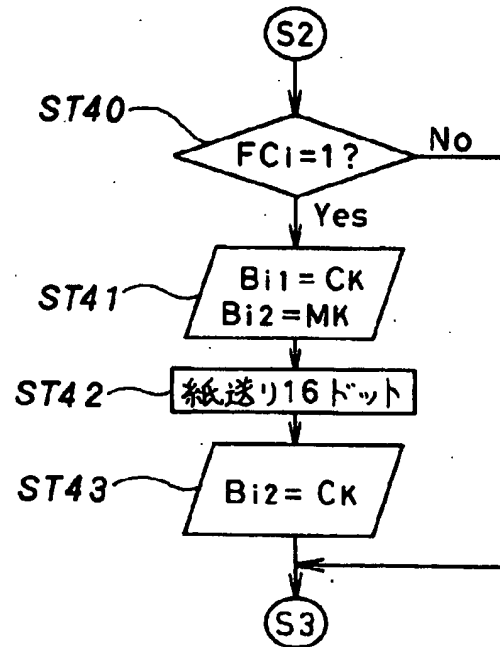 S2
ST40
FCi=1?
No
Yes
ST41
Bi1=CK
Bi2=MK
ST42
紙送り16ドット
ST43
Bi2=CK
S3